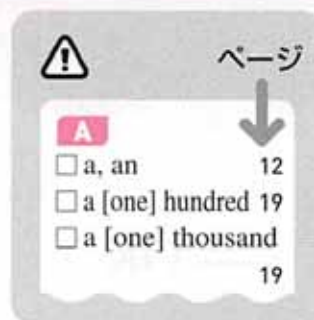 ページ
A
□ a, an 12
□ a [one] hundred 19
□ a [one] thousand
19